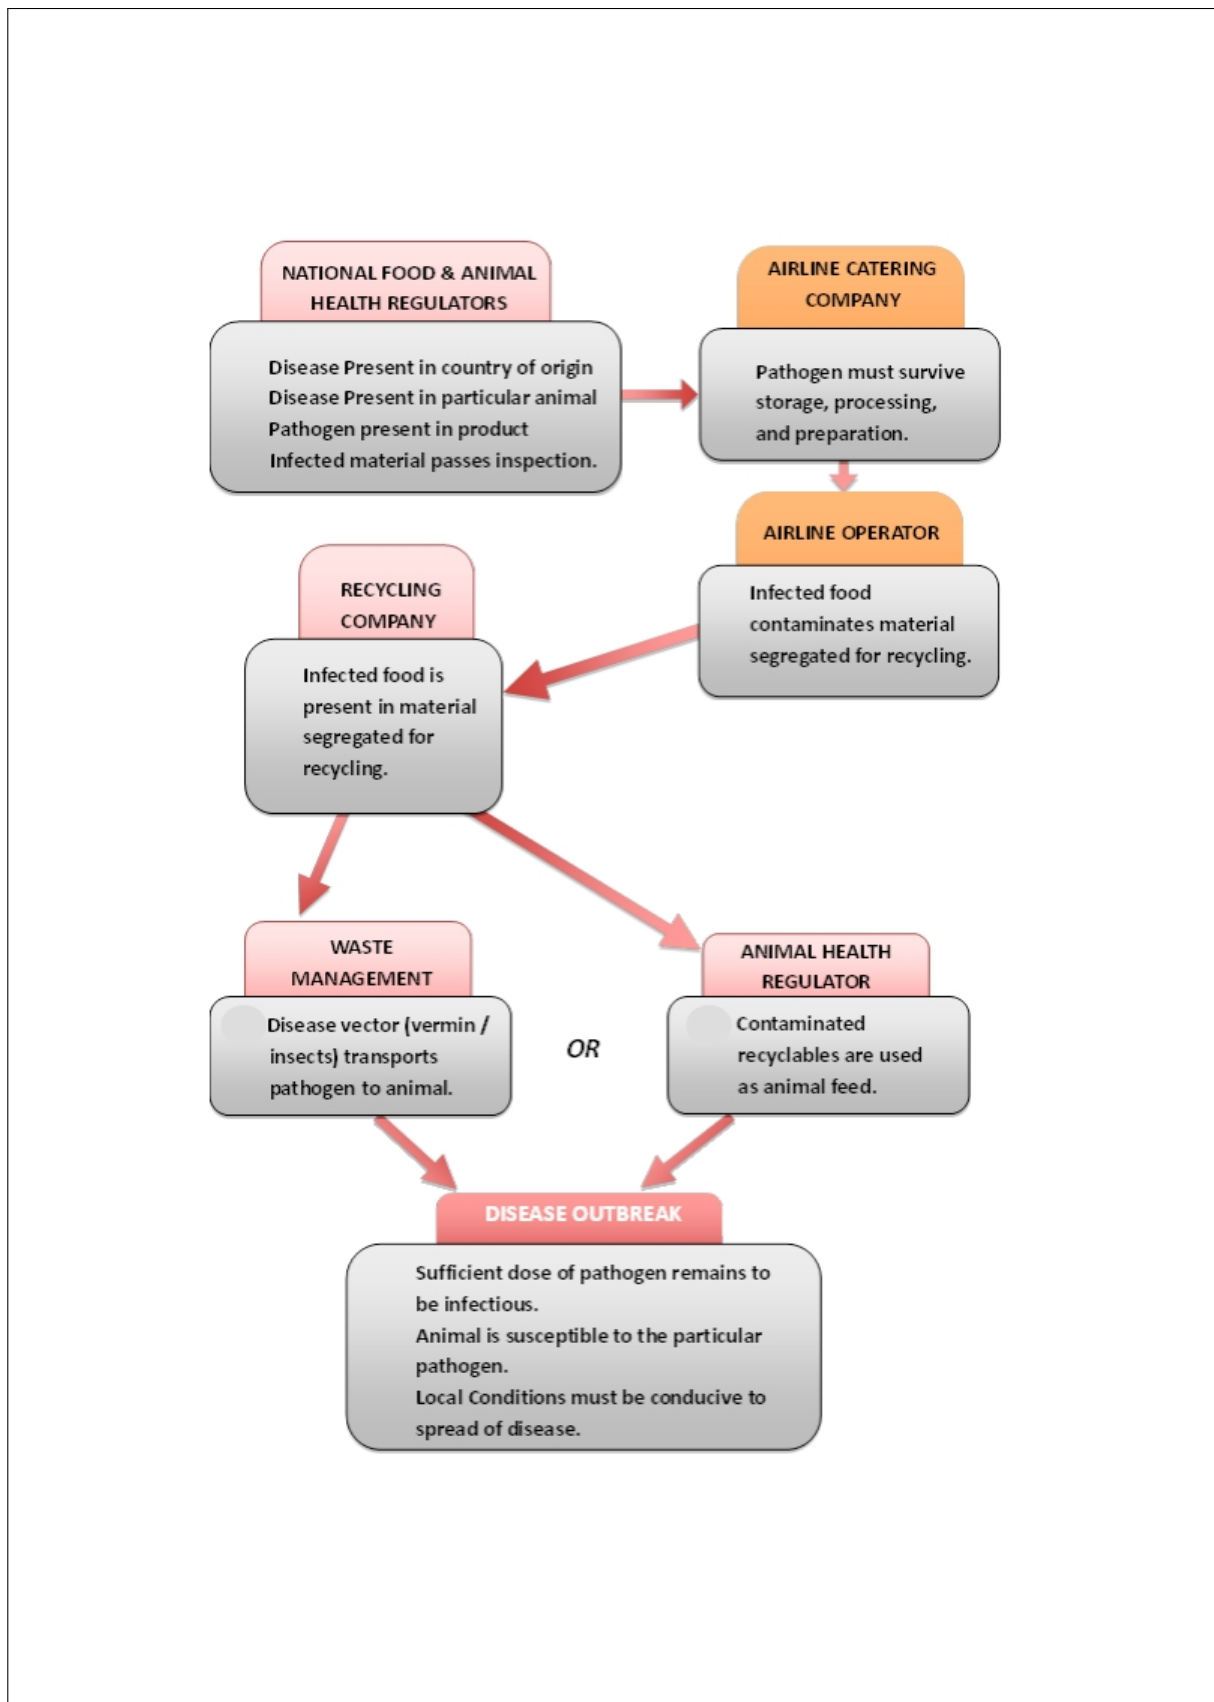 NATIONAL FOOD & ANIMAL
HEALTH REGULATORS
Disease Present in country of origin
Disease Present in particular animal
Pathogen present in product
Infected material passes inspection.
AIRLINE CATERING
COMPANY
Pathogen must survive
storage, processing,
and preparation.
AIRLINE OPERATOR
Infected food
contaminates material
segregated for recycling.
RECYCLING
COMPANY
Infected food is
present in material
segregated for
recycling.
WASTE
MANAGEMENT
Disease vector (vermin /
insects) transports
pathogen to animal.
OR
ANIMAL HEALTH
REGULATOR
Contaminated
recyclables are used
as animal feed.
DISEASE OUTBREAK
Sufficient dose of pathogen remains to
be infectious.
Animal is susceptible to the particular
pathogen.
Local Conditions must be conducive to
spread of disease.